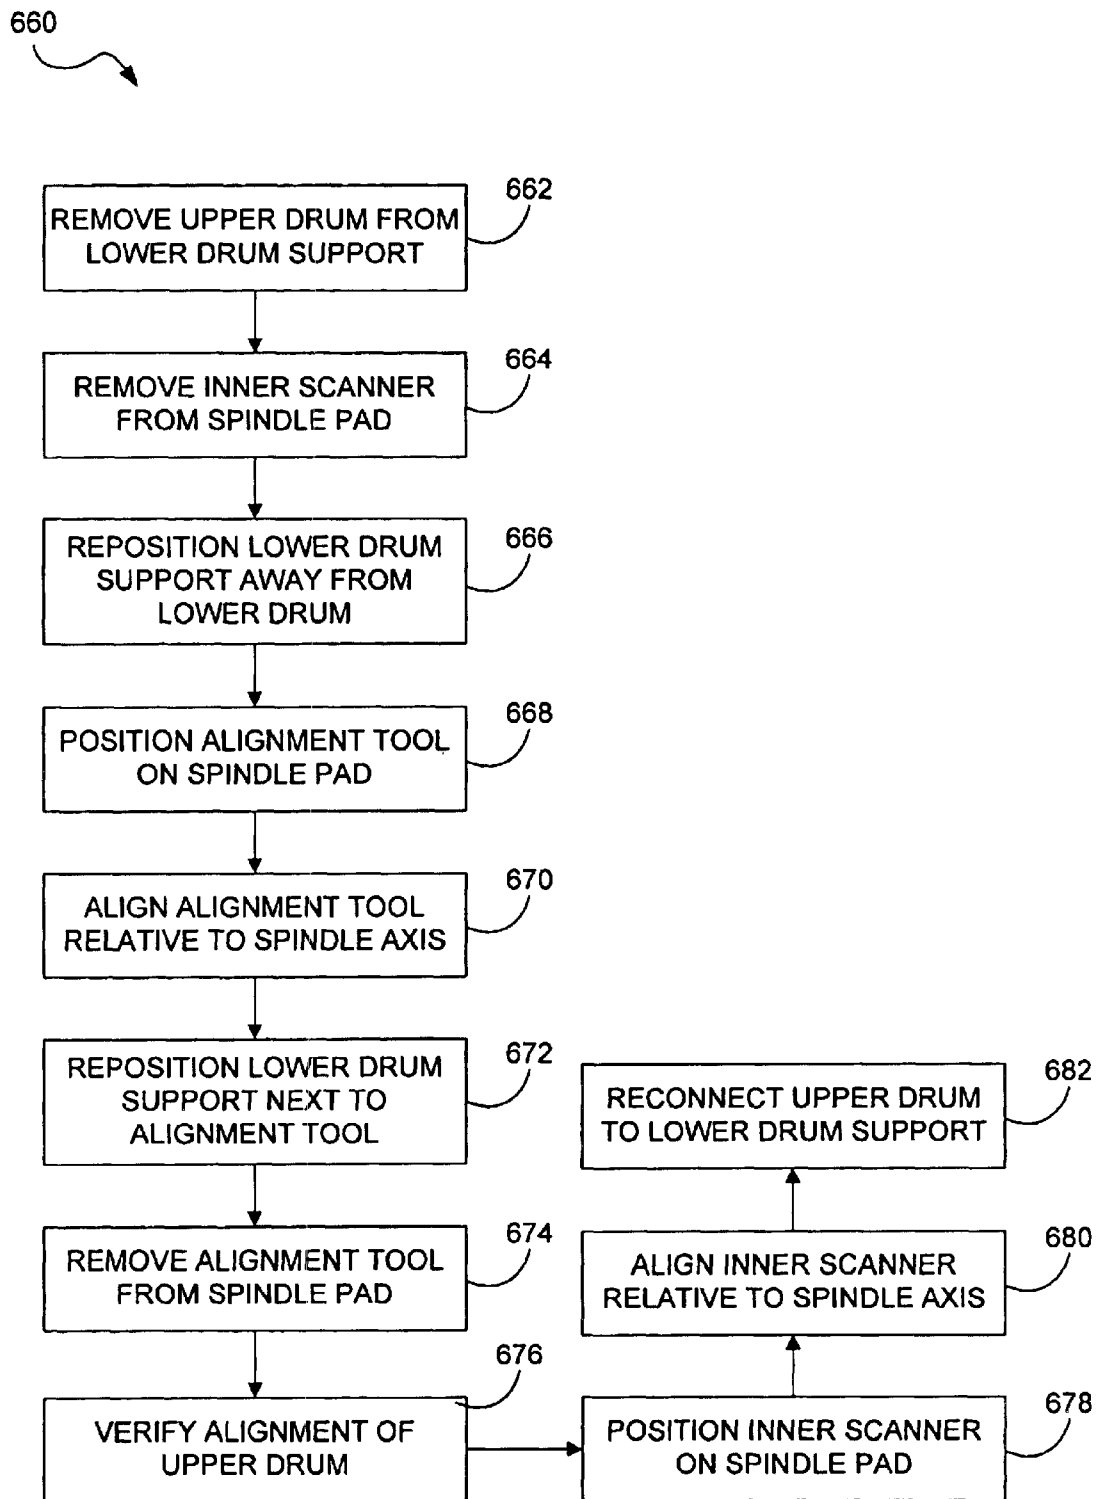 660
662
REMOVE UPPER DRUM FROM
LOWER DRUM SUPPORT
664
REMOVE INNER SCANNER
FROM SPINDLE PAD
666
REPOSITION LOWER DRUM
SUPPORT AWAY FROM
LOWER DRUM
668
POSITION ALIGNMENT TOOL
ON SPINDLE PAD
670
ALIGN ALIGNMENT TOOL
RELATIVE TO SPINDLE AXIS
672
REPOSITION LOWER DRUM
SUPPORT NEXT TO
ALIGNMENT TOOL
674
REMOVE ALIGNMENT TOOL
FROM SPINDLE PAD
676
VERIFY ALIGNMENT OF
UPPER DRUM
678
POSITION INNER SCANNER
ON SPINDLE PAD
680
ALIGN INNER SCANNER
RELATIVE TO SPINDLE AXIS
682
RECONNECT UPPER DRUM
TO LOWER DRUM SUPPORT